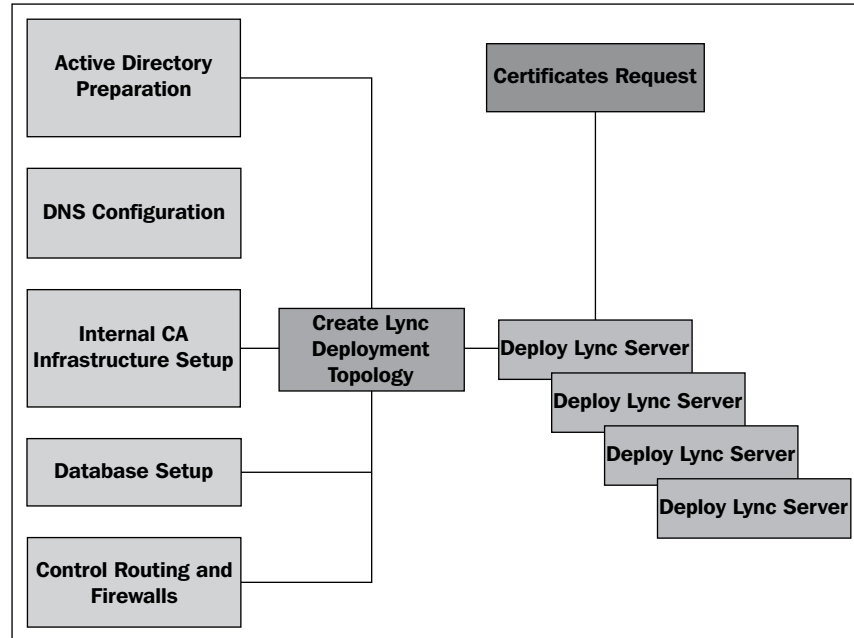 Active Directory
Preparation
DNS Configuration
Internal CA
Infrastructure Setup
Database Setup
Control Routing and
Firewalls
Create Lync
Deployment
Topology
Certificates Request
Deploy Lync Server
Deploy Lync Server
Deploy Lync Server
Deploy Lync Server